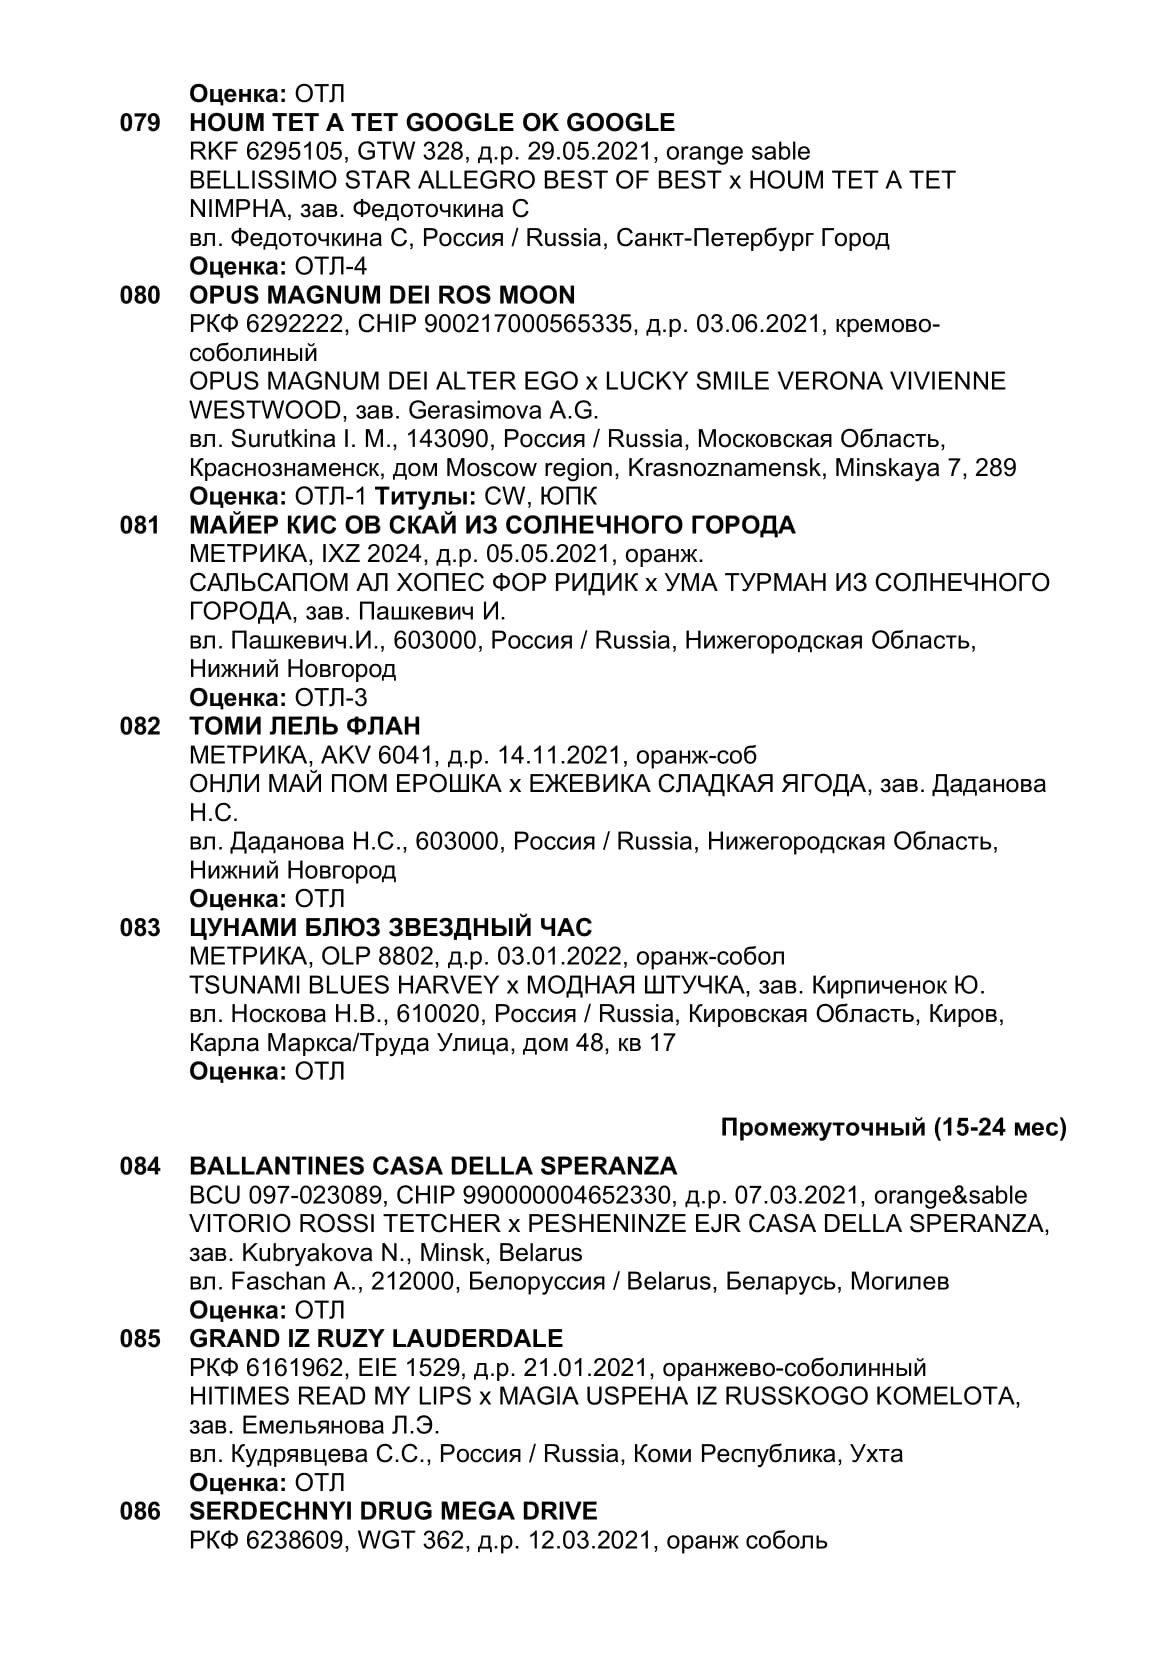 Оценка: ОТЛ
079 HOUM TET A TET GOOGLE OK GOOGLE
RKF 6295105, GTW 328, д.р. 29.05.2021, orange sable
BELLISSIMO STAR ALLEGRO BEST OF BEST x HOUM TET A TET
NIMPHA, зав. Федоточкина С
вл. Федоточкина С, Россия / Russia, Санкт-Петербург Город
Оценка: ОТЛ-4
080 OPUS MAGNUM DEI ROS MOON
РКФ 6292222, CHIP 900217000565335, д.р. 03.06.2021, кремово-
соболиный
OPUS MAGNUM DEI ALTER EGO x LUCKY SMILE VERONA VIVIENNE
WESTWOOD, зав. Gerasimova A.G.
вл. Surutkina I. M., 143090, Россия / Russia, Московская Область,
Краснознаменск, дом Moscow region, Krasnoznamensk, Minskaya 7, 289
Оценка: ОТЛ-1 Титулы: CW, ЮПК
081 МАЙЕР КИС ОВ СКАЙ ИЗ СОЛНЕЧНОГО ГОРОДА
МЕТРИКА, IXZ 2024, д.р. 05.05.2021, оранж.
САЛЬСАПОМ АЛ ХОПЕС ФОР РИДИК x УМА ТУРМАН ИЗ СОЛНЕЧНОГО
ГОРОДА, зав. Пашкевич И.
вл. Пашкевич.И., 603000, Россия / Russia, Нижегородская Область,
Нижний Новгород
Оценка: ОТЛ-3
082 ТОМИ ЛЕЛЬ ФЛАН
МЕТРИКА, AKV 6041, д.р. 14.11.2021, оранж-соб
ОНЛИ МАЙ ПОМ ЕРОШКА x ЕЖЕВИКА СЛАДКАЯ ЯГОДА, зав. Даданова
Н.С.
вл. Даданова Н.С., 603000, Россия / Russia, Нижегородская Область,
Нижний Новгород
Оценка: ОТЛ
083 ЦУНАМИ БЛЮЗ ЗВЕЗДНЫЙ ЧАС
МЕТРИКА, OLP 8802, д.р. 03.01.2022, оранж-собол
TSUNAMI BLUES HARVEY x МОДНАЯ ШТУЧКА, зав. Кирпиченок Ю.
вл. Носкова Н.В., 610020, Россия / Russia, Кировская Область, Киров,
Карла Маркса/Труда Улица, дом 48, кв 17
Оценка: ОТЛ
Промежуточный (15-24 мес)
084 BALLANTINES CASA DELLA SPERANZA
BCU 097-023089, CHIP 990000004652330, д.р. 07.03.2021, orange&sable
VITORIO ROSSI TETCHER x PESHENINZE EJR CASA DELLA SPERANZA,
зав. Kubryakova N., Minsk, Belarus
вл. Faschan A., 212000, Белоруссия / Belarus, Беларусь, Могилев
Оценка: ОТЛ
085 GRAND IZ RUZY LAUDERDALE
РКФ 6161962, EIE 1529, д.р. 21.01.2021, оранжево-соболинный
HITIMES READ MY LIPS x MAGIA USPEHA IZ RUSSKOGO KOMELOTA,
зав. Емельянова Л.Э.
вл. Кудрявцева С.С., Россия / Russia, Коми Республика, Ухта
Оценка: ОТЛ
086 SERDECHNYI DRUG MEGA DRIVE
РКФ 6238609, WGT 362, д.р. 12.03.2021, оранж соболь